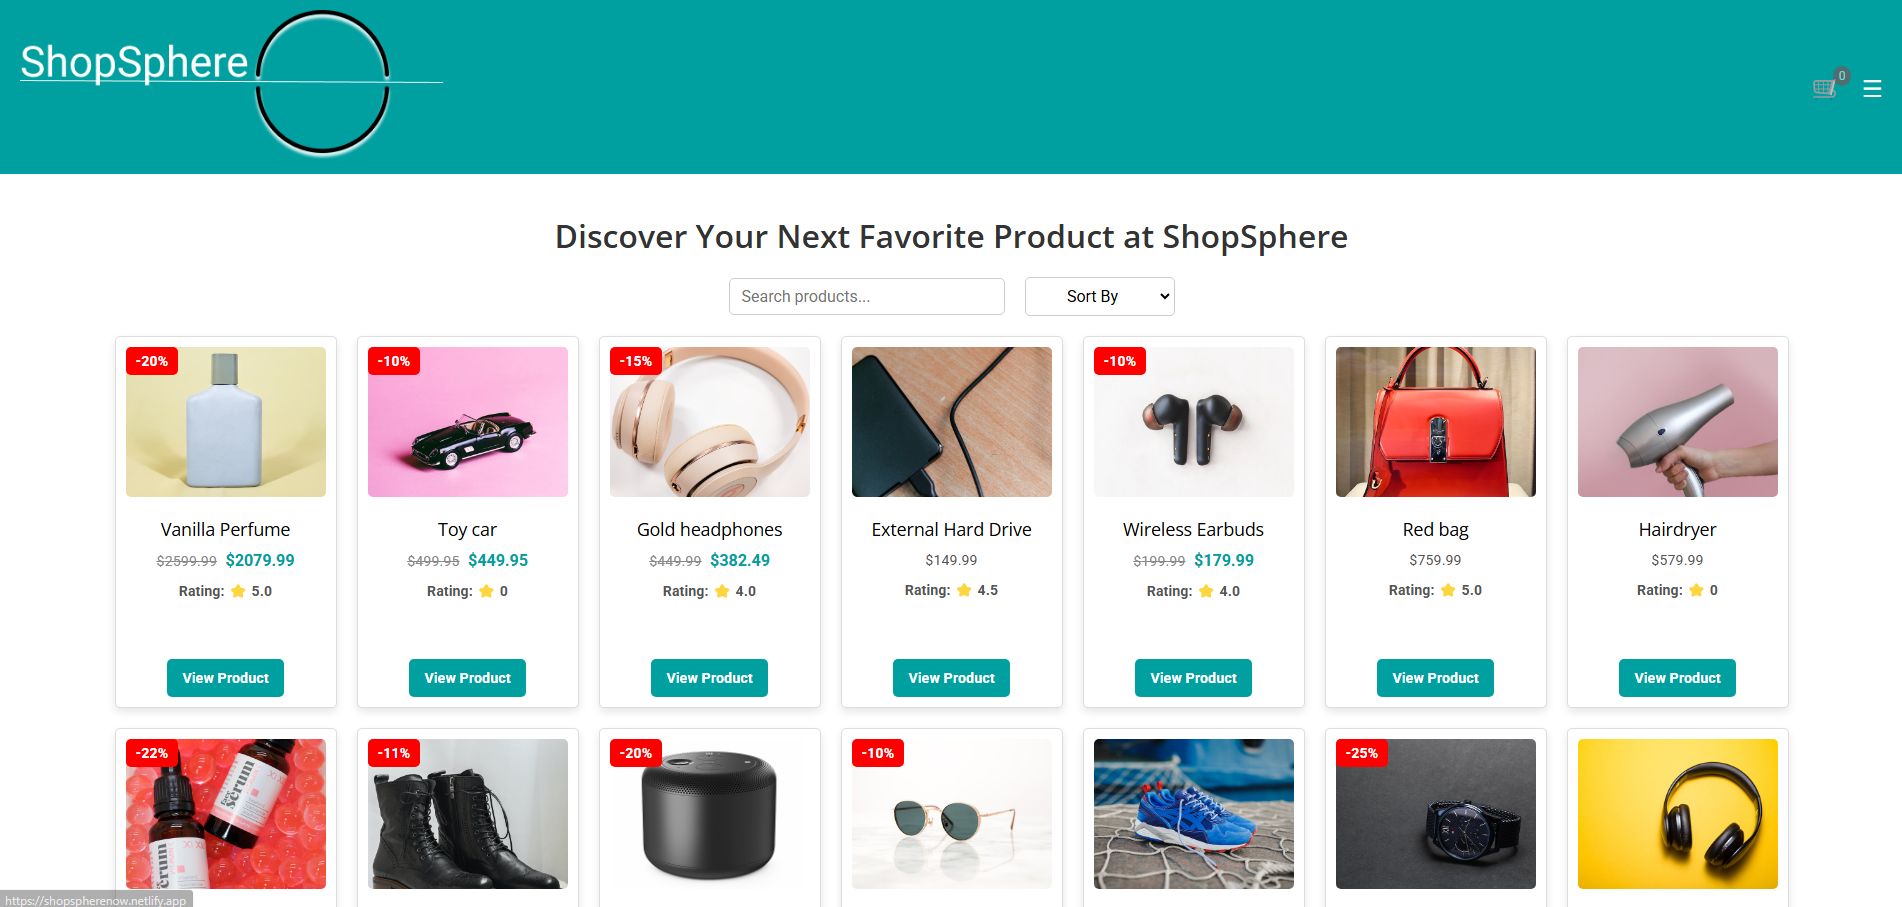 ShopSphere
0
Discover Your Next Favorite Product at ShopSphere
Search products...
Sort By
-20%
-10%
-15%
-10%
Vanilla Perfume
Toy car
Gold headphones
External Hard Drive
Wireless Earbuds
Red bag
Hairdryer
$2599.99 $2079.99
$499.95 $449.95
$449.99 $382.49
$149.99
$199.99 $179.99
$759.99
$579.99
Rating: 5.0
Rating: 0
Rating: 4.0
Rating: 4.5
Rating: 4.0
Rating: 5.0
Rating: 0
View Product
View Product
View Product
View Product
View Product
View Product
View Product
-22%
-11%
-20%
-10%
-25%
serum
serum
https://shopspherenow.netlify.app